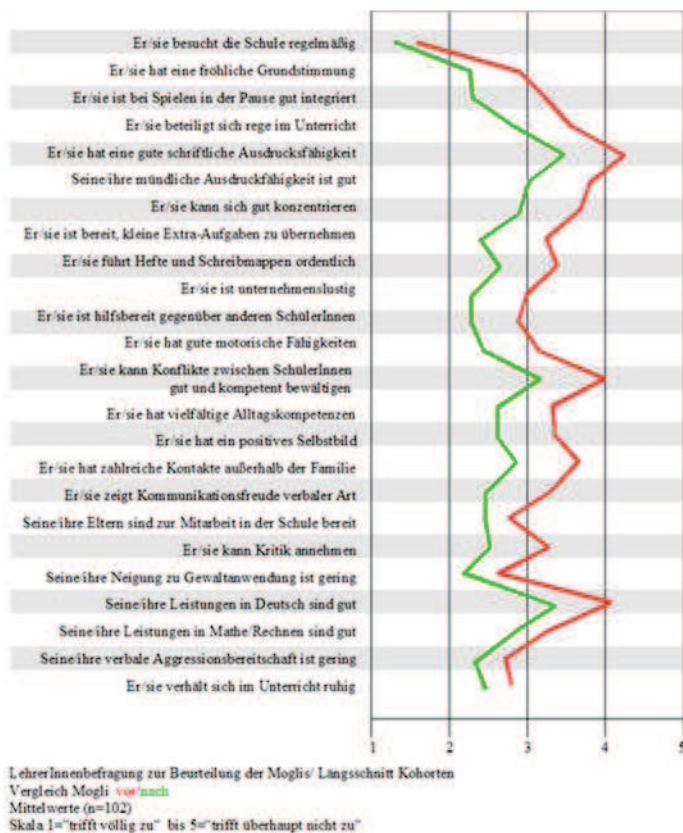 Er/sie besucht die Schule regelmäßig
Er/sie hat eine fröhliche Grundstimmung
Er/sie ist bei Spielen in der Pause gut integriert
Er/sie beteiligt sich rege im Unterricht
Er/sie hat eine gute schriftliche Ausdrucksfähigkeit
Seine/ihre mündliche Ausdruckfähigkeit ist gut
Er/sie kann sich gut konzentrieren
Er/sie ist bereit, kleine Extra-Aufgaben zu übernehmen
Er/sie führt Hefte und Schreibmappen ordentlich
Er/sie ist unternehmenslustig
Er/sie ist hilfsbereit gegenüber anderen SchülerInnen
Er/sie hat gute motorische Fähigkeiten
Er/sie kann Konflikte zwischen SchülerInnen
gut und kompetent bewältigen
Er/sie hat vielfältige Alltagskompetenzen
Er/sie hat ein positives Selbstbild
Er/sie hat zahlreiche Kontakte außerhalb der Familie
Er/sie zeigt Kommunikationsfreude verbaler Art
Seine/ihre Eltern sind zur Mitarbeit in der Schule bereit
Er/sie kann Kritik annehmen
Seine/ihre Neigung zu Gewaltanwendung ist gering
Seine/ihre Leistungen in Deutsch sind gut
Seine/ihre Leistungen in Mathe/Rechnen sind gut
Seine/ihre verbale Aggressionsbereitschaft ist gering
Er/sie verhält sich im Unterricht ruhig
1 2 3 4 5
LehrerInnenbefragung zur Beurteilung der Moglis/ Längsschnitt Kohorten
Vergleich Mogli vor/nach
Mittelwerte (n=102)
Skala 1="trifft völlig zu" bis 5="trifft überhaupt nicht zu"